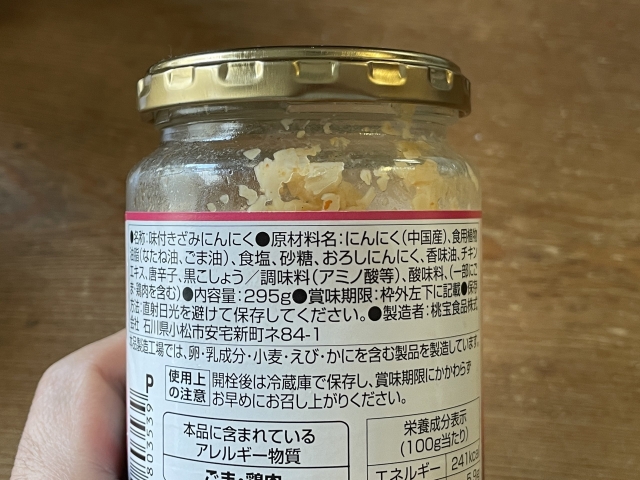 ●名称:味付きざみにんにく●原材料名:にんにく(中国産)、食用植物
油脂(なたね油、ごま油)、食塩、砂糖、おろしにんにく、香味油、チキン
エキス、唐辛子、黒こしょう/調味料(アミノ酸等)、酸味料、(一部にご
ま・鶏肉を含む)●内容量:295g●賞味期限:枠外左下に記載●保存
方法:直射日光を避けて保存してください。●製造者:桃宝食品株式
会社 石川県小松市安宅新町ネ84-1
本品製造工場では、卵・乳成分・小麦・えび・かにを含む製品を製造しています。
使用上
の注意
開栓後は冷蔵庫で保存し、賞味期限にかかわらず
お早めにお召し上がりください。
本品に含まれている
アレルギー物質
ごま・鶏肉
栄養成分表示
(100g当たり)
エネルギー 241kcal
5.9g
P
803539